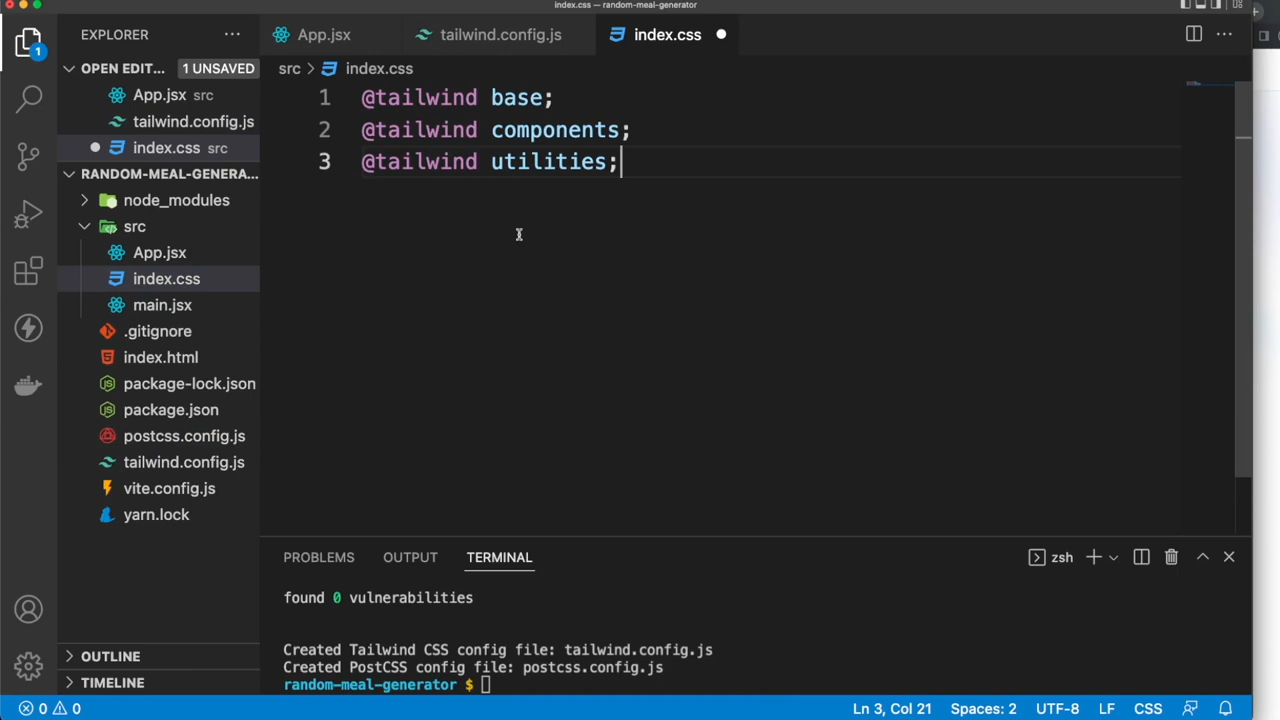 index.css — random-meal-generator
EXPLORER
App.jsx
tailwind.config.js
index.css
OPEN EDIT...
1 UNSAVED
src
index.css
App.jsx src
tailwind.config.js
index.css src
RANDOM-MEAL-GENERA...
node_modules
src
App.jsx
index.css
main.jsx
.gitignore
index.html
package-lock.json
package.json
postcss.config.js
tailwind.config.js
vite.config.js
yarn.lock
OUTLINE
TIMELINE
1
1 @tailwind base;
2 @tailwind components;
3 @tailwind utilities;
PROBLEMS
OUTPUT
TERMINAL
zsh
found 0 vulnerabilities
Created Tailwind CSS config file: tailwind.config.js
Created PostCSS config file: postcss.config.js
random-meal-generator $
0
0
Ln 3, Col 21
Spaces: 2
UTF-8
LF
CSS